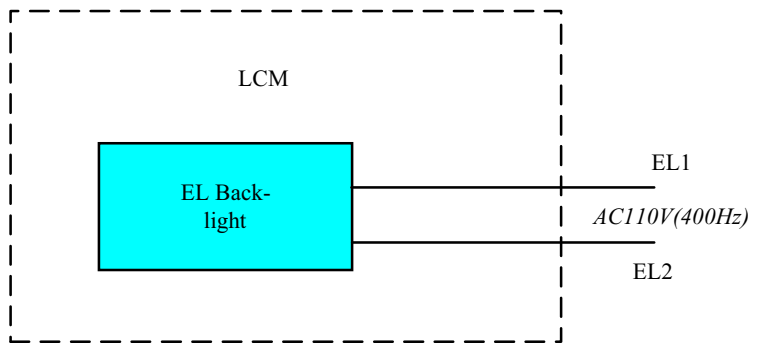 LCM
EL Back-
light
EL1
AC110V(400Hz)
EL2